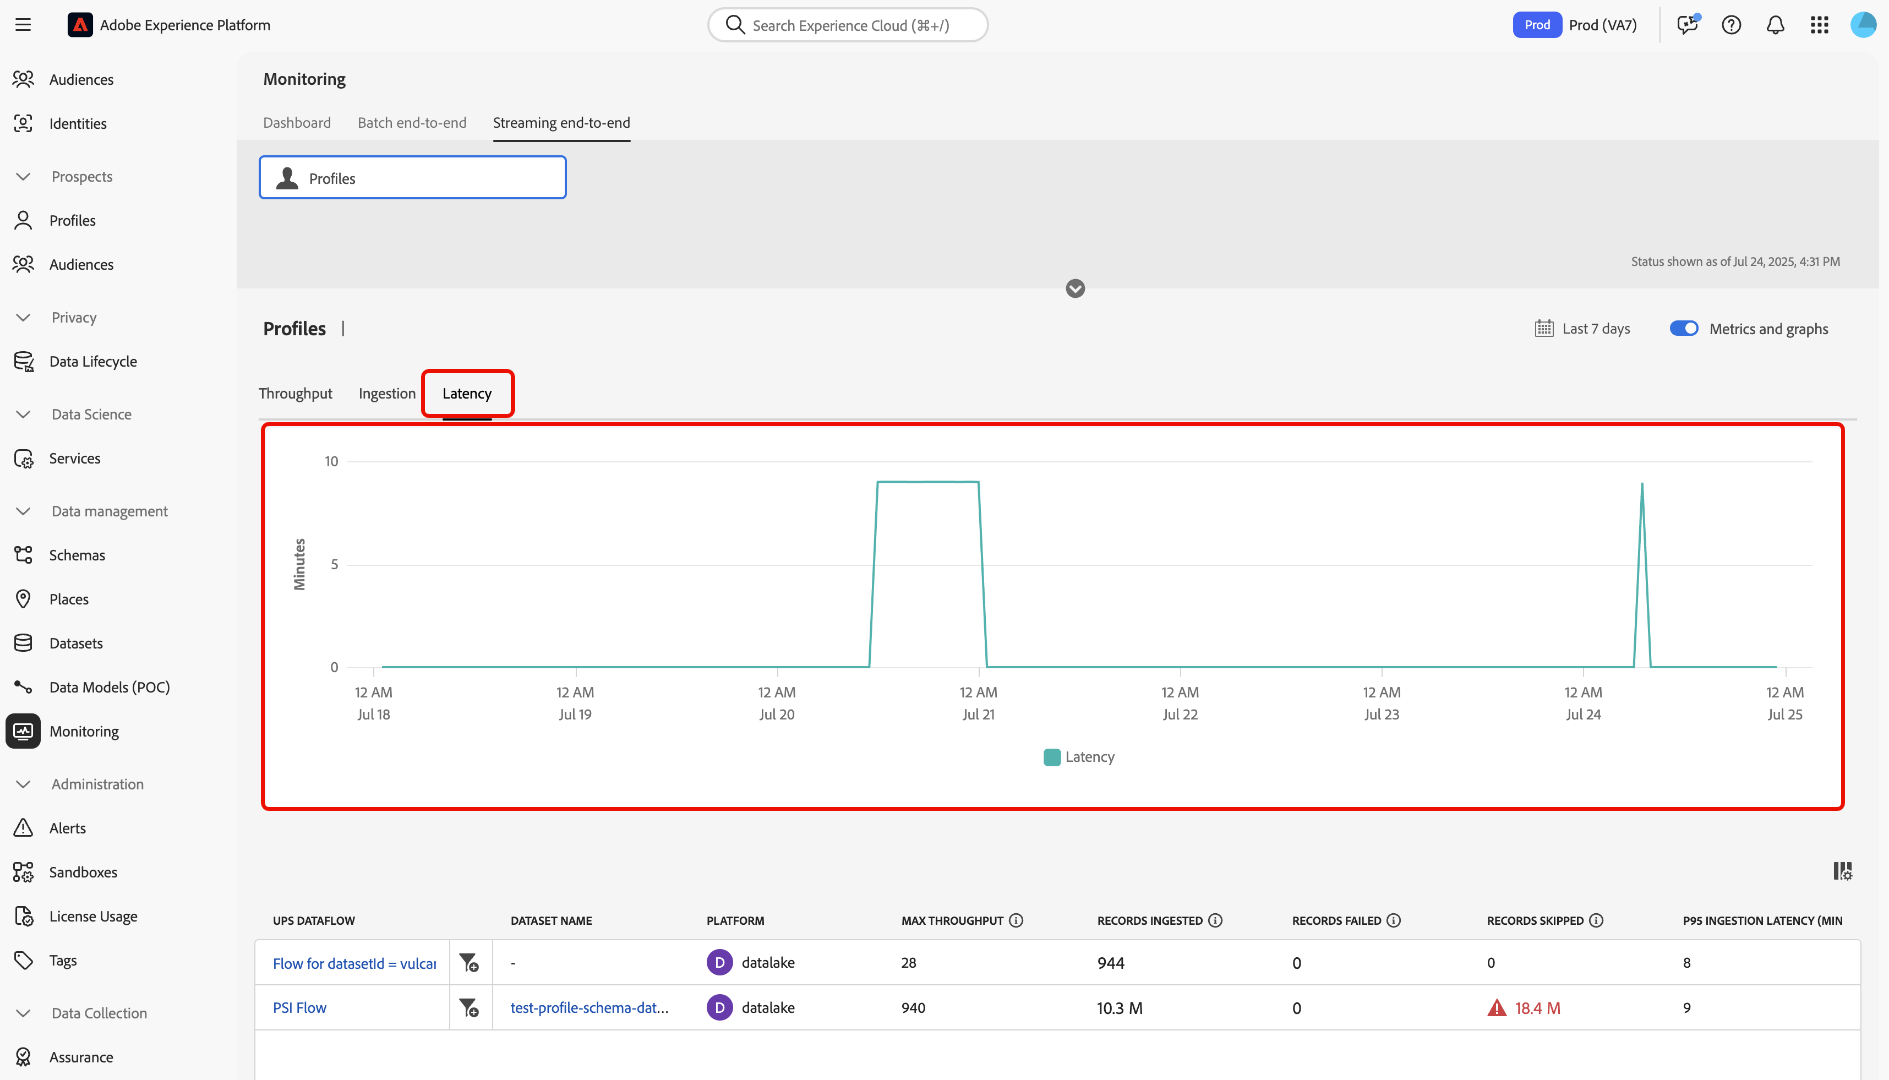 Adobe Experience Platform
Search Experience Cloud (⌘+/)
Prod
Prod (VA7)
Audiences
Identities
Prospects
Profiles
Audiences
Privacy
Data Lifecycle
Data Science
Services
Data management
Schemas
Places
Datasets
Data Models (POC)
Monitoring
Administration
Alerts
Sandboxes
License Usage
Tags
Data Collection
Assurance
Monitoring
Dashboard Batch end-to-end Streaming end-to-end
Profiles
Status shown as of Jul 24, 2025, 4:31 PM
Profiles |
Last 7 days
Metrics and graphs
Throughput Ingestion Latency
Minutes
10
5
0
12 AM 12 AM 12 AM 12 AM 12 AM 12 AM 12 AM 12 AM
Jul 18 Jul 19 Jul 20 Jul 21 Jul 22 Jul 23 Jul 24 Jul 25
Latency
UPS DATAFLOW DATASET NAME PLATFORM MAX THROUGHPUT RECORDS INGESTED RECORDS FAILED RECORDS SKIPPED P95 INGESTION LATENCY (MIN
Flow for datasetId = vulcar - D datalake 28 944 0 0 8
PSI Flow test-profile-schema-dat... D datalake 940 10.3 M 0 18.4 M 9